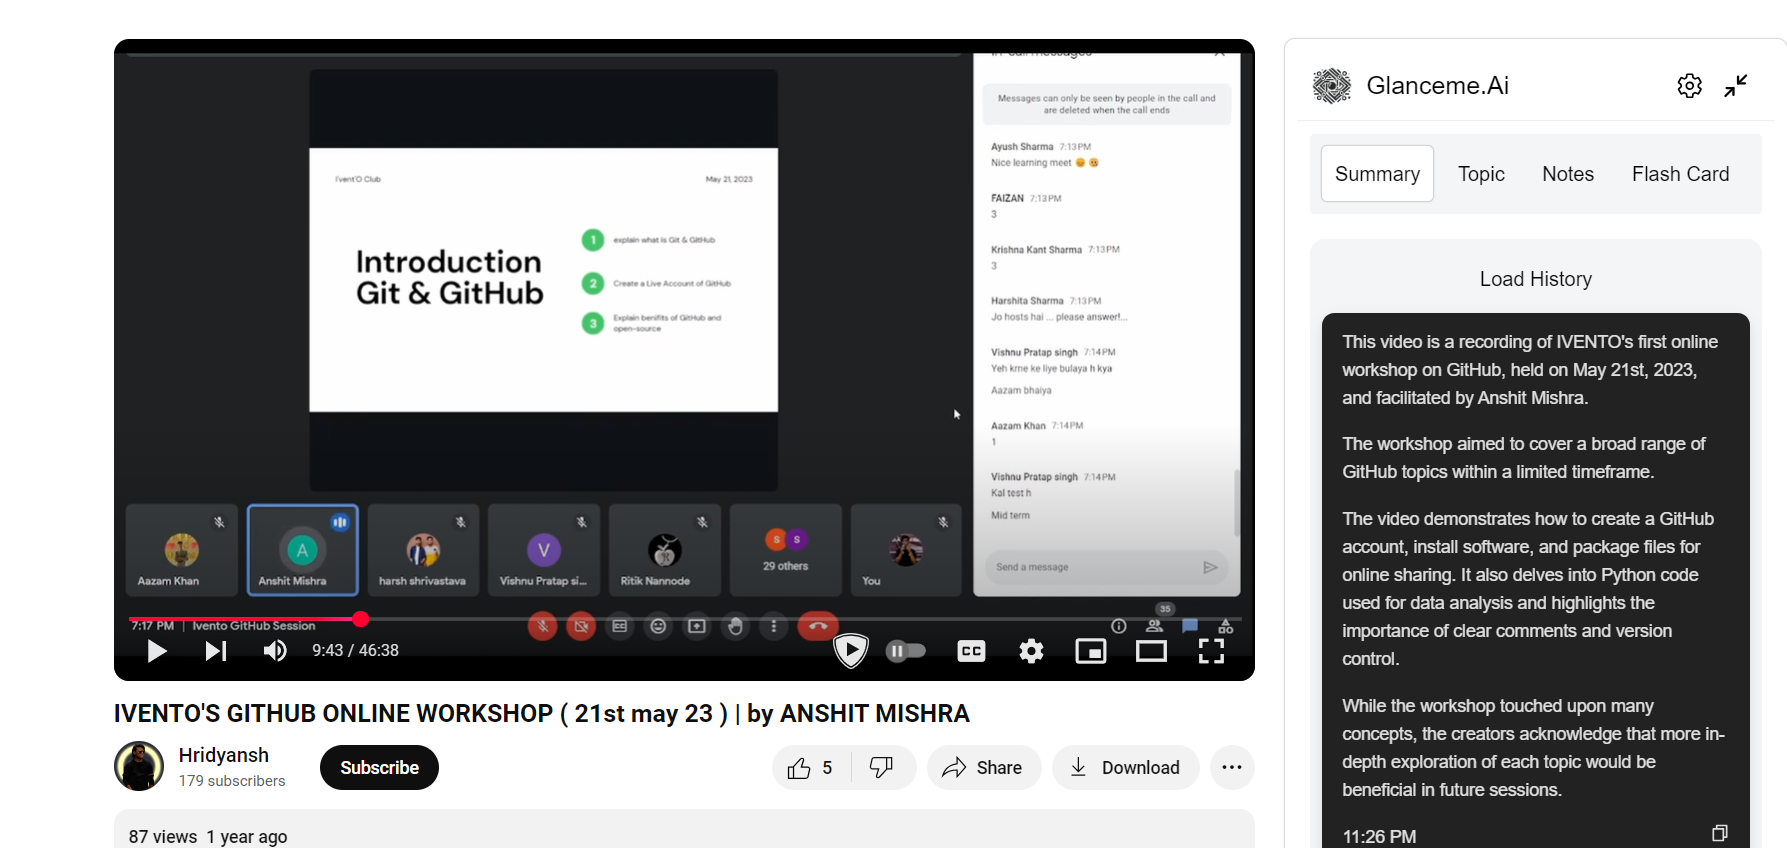 In-call messages
Messages can only be seen by people in the call and
are deleted when the call ends
Ayush Sharma 7:13 PM
Nice learning meet
FAIZAN 7:13 PM
3
Krishna Kant Sharma 7:13 PM
3
Harshita Sharma 7:13 PM
Jo hosts hai ... please answer!...
Vishnu Pratap singh 7:14 PM
Yeh krne ke liye bulaya h kya
Aazam bhaiya
Aazam Khan 7:14 PM
1
Vishnu Pratap singh 7:14 PM
Kal test h
Mid term
Send a message
I'vent'O Club
May 21, 2023
Introduction
Git & GitHub
1 explain what is Git & GitHub
2 Create a Live Account of GitHub
3 Explain benifits of GitHub and
open-source
Aazam Khan
A
Anshit Mishra
harsh shrivastava
V
Vishnu Pratap si...
Ritik Nannode
S S
29 others
You
7:17 PM | Ivento GitHub Session
35
9:43 / 46:38
CC
IVENTO'S GITHUB ONLINE WORKSHOP ( 21st may 23 ) | by ANSHIT MISHRA
Hridyansh
179 subscribers
Subscribe
5
Share
Download
87 views 1 year ago
Glanceme.Ai
Summary
Topic
Notes
Flash Card
Load History
This video is a recording of IVENTO's first online
workshop on GitHub, held on May 21st, 2023,
and facilitated by Anshit Mishra.
The workshop aimed to cover a broad range of
GitHub topics within a limited timeframe.
The video demonstrates how to create a GitHub
account, install software, and package files for
online sharing. It also delves into Python code
used for data analysis and highlights the
importance of clear comments and version
control.
While the workshop touched upon many
concepts, the creators acknowledge that more in-
depth exploration of each topic would be
beneficial in future sessions.
11:26 PM